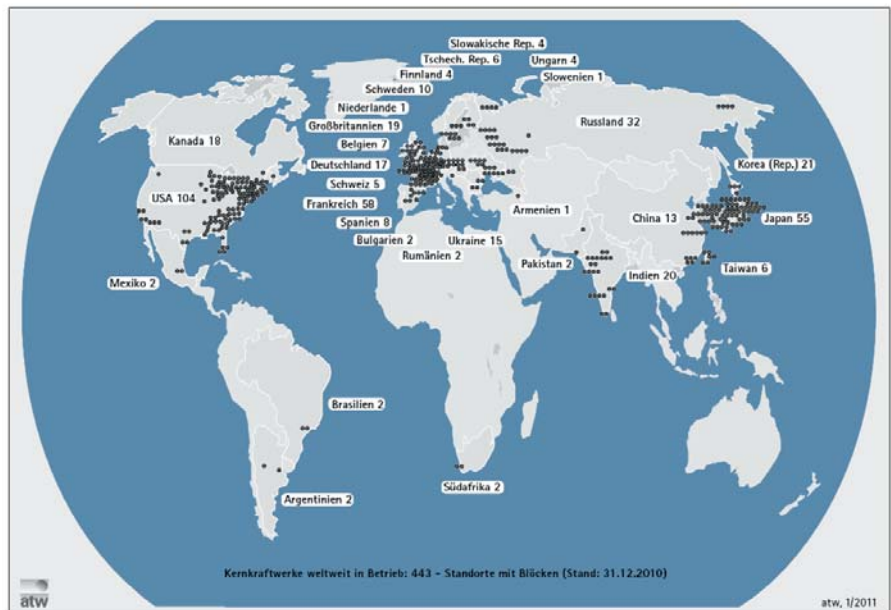 Slowakische Rep. 4
Tschech. Rep. 6
Ungarn 4
Finnland 4
Slowenien 1
Schweden 10
Niederlande 1
Russland 32
Großbritannien 19
Kanada 18
Belgien 7
Deutschland 17
Korea (Rep.) 21
Schweiz 5
USA 104
Frankreich 58
Armenien 1
China 13
Japan 55
Spanien 8
Bulgarien 2
Ukraine 15
Rumänien 2
Pakistan 2
Indien 20
Taiwan 6
Mexiko 2
Brasilien 2
Südafrika 2
Argentinien 2
Kernkraftwerke weltweit in Betrieb: 443 – Standorte mit Blöcken (Stand: 31.12.2010)
atw
atw, 1/2011